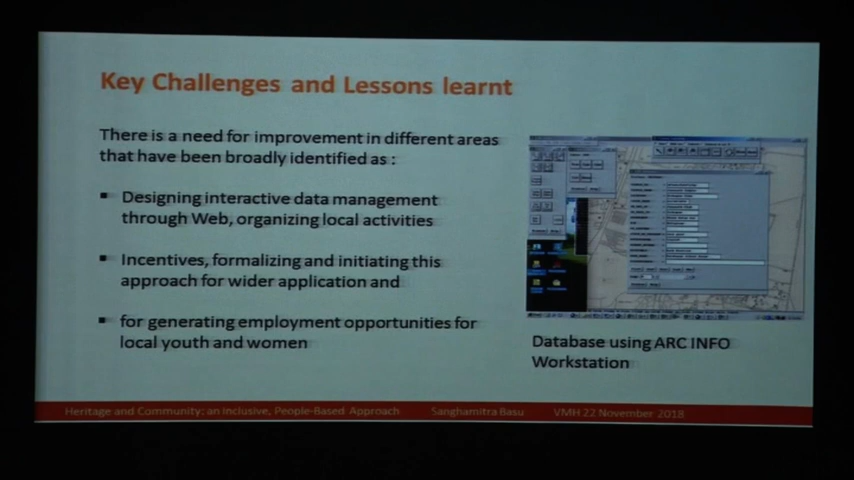 Key Challenges and Lessons learnt
There is a need for improvement in different areas
that have been broadly identified as :
Designing interactive data management
through Web, organizing local activities
Incentives, formalizing and initiating this
approach for wider application and
for generating employment opportunities for
local youth and women
Database using ARC INFO
Workstation
Heritage and Community: an Inclusive, People-Based Approach Sanghamitra Basu VMH 22 November 2018